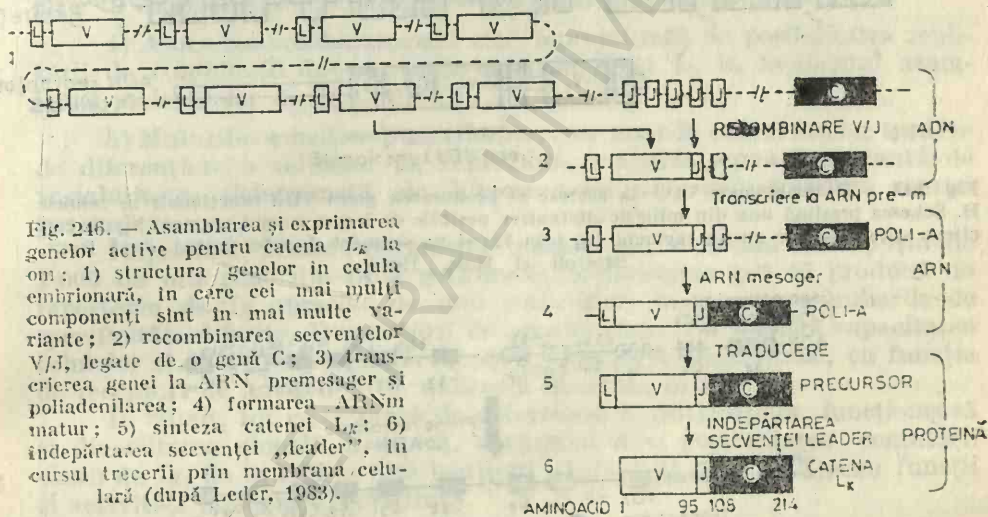 L V L V L V L V
L V L V L V L V J J J J J C
RECOMBINARE V/J ADN
2 L V J J C
Transcriere la ARN pre-m
3 L V J J C POLI-A
ARN mesager ARN
4 L V J C POLI-A
TRADUCERE
5 L V J C PRECURSOR
INDEPĂRTAREA
SECVENȚEI LEADER PROTEINĂ
6 V J C CATENA
Lκ
AMINOACID 1 95 108 214
Fig. 246. — Asamblarea și exprimarea
genelor active pentru catena Lκ la
om: 1) structura genelor în celula
embrionară, în care cei mai mulți
componenți sînt în mai multe va-
riante; 2) recombinarea secvențelor
V/J, legate de o genă C; 3) trans-
crierea genei la ARN premesager și
poliadenilarea; 4) formarea ARNm
matur; 5) sinteza catenei Lκ; 6)
îndepărtarea secvenței „leader", în
cursul trecerii prin membrana celu-
lară (după Leder, 1983).